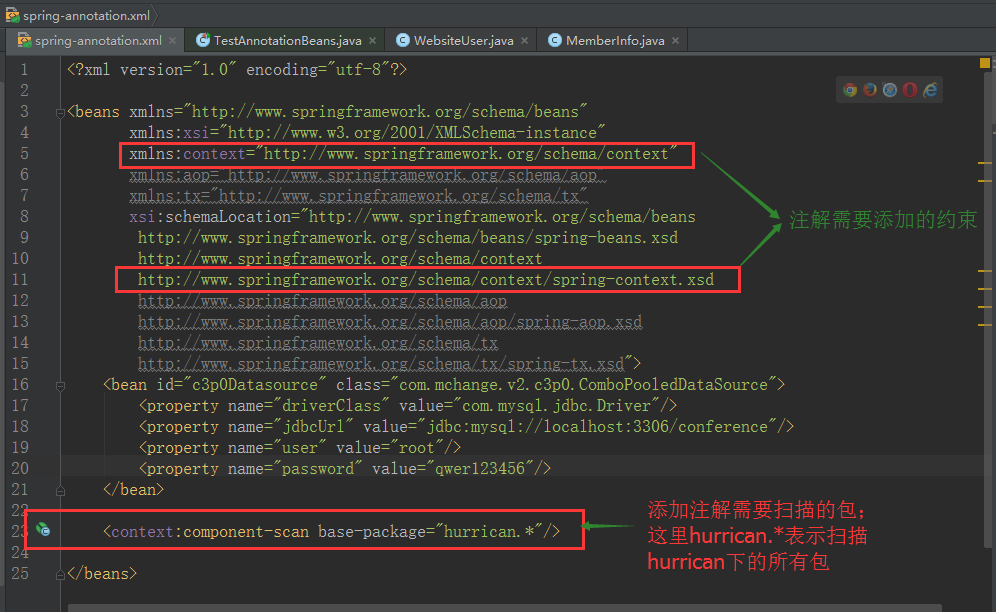 spring-annotation.xml
spring-annotation.xml × TestAnnotationBeans.java × WebsiteUser.java × MemberInfo.java ×
1 <?xml version="1.0" encoding="utf-8"?>
2
3 <beans xmlns="http://www.springframework.org/schema/beans"
4 xmlns:xsi="http://www.w3.org/2001/XMLSchema-instance"
5 xmlns:context="http://www.springframework.org/schema/context"
6 xmlns:aop="http://www.springframework.org/schema/aop"
7 xmlns:tx="http://www.springframework.org/schema/tx"
8 xsi:schemaLocation="http://www.springframework.org/schema/beans
注解需要添加的约束
9 http://www.springframework.org/schema/beans/spring-beans.xsd
10 http://www.springframework.org/schema/context
11 http://www.springframework.org/schema/context/spring-context.xsd
12 http://www.springframework.org/schema/aop
13 http://www.springframework.org/schema/aop/spring-aop.xsd
14 http://www.springframework.org/schema/tx
15 http://www.springframework.org/schema/tx/spring-tx.xsd">
16 <bean id="c3p0Datasource" class="com.mchange.v2.c3p0.ComboPooledDataSource">
17 <property name="driverClass" value="com.mysql.jdbc.Driver"/>
18 <property name="jdbcUrl" value="jdbc:mysql://localhost:3306/conference"/>
19 <property name="user" value="root"/>
20 <property name="password" value="qwer123456"/>
21 </bean>
22
23 <context:component-scan base-package="hurrican.*"/>
添加注解需要扫描的包;
这里hurrican.*表示扫描
hurrican下的所有包
24
25 </beans>